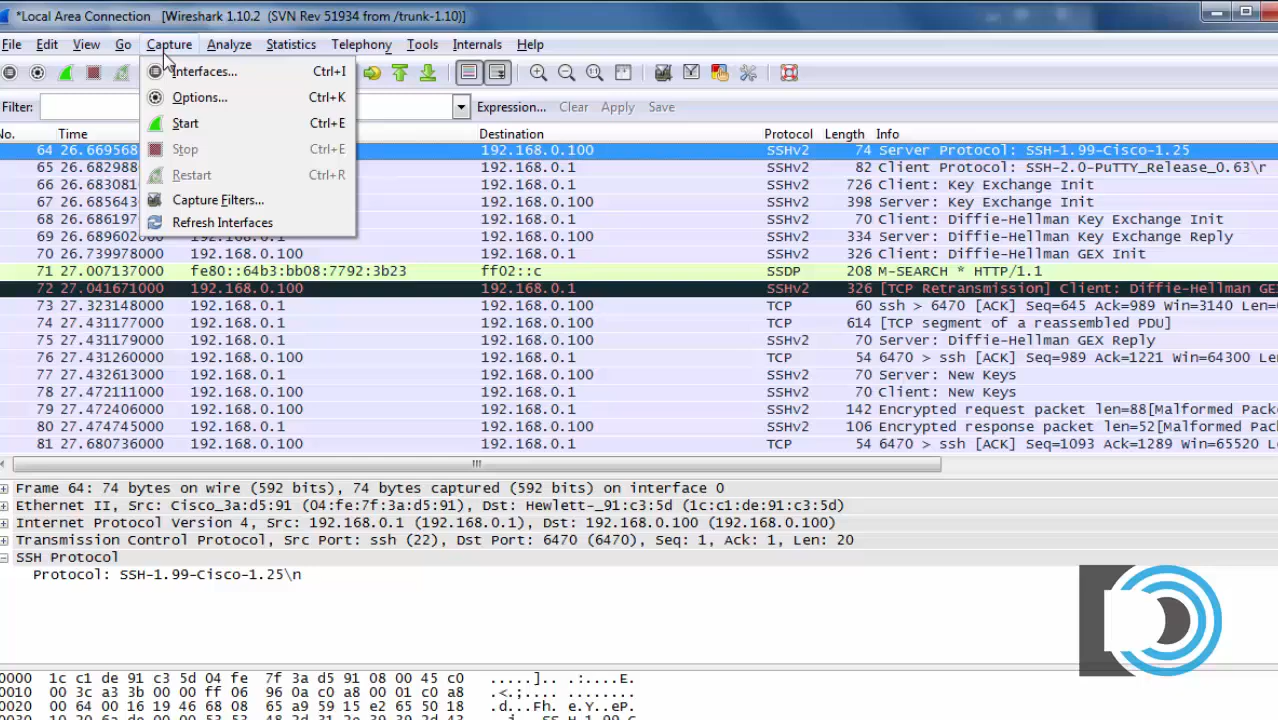 *Local Area Connection [Wireshark 1.10.2 (SVN Rev 51934 from /trunk-1.10)]
File Edit View Go Capture Analyze Statistics Telephony Tools Internals Help
Interfaces... Ctrl+I
Options... Ctrl+K
Start Ctrl+E
Stop Ctrl+E
Restart Ctrl+R
Capture Filters...
Refresh Interfaces
Filter: Expression... Clear Apply Save
No. Time Destination Protocol Length Info
64 26.669568 192.168.0.100 SSHv2 74 Server Protocol: SSH-1.99-Cisco-1.25
65 26.682988 192.168.0.1 SSHv2 82 Client Protocol: SSH-2.0-PuTTY_Release_0.63\r
66 26.683081 192.168.0.1 SSHv2 726 Client: Key Exchange Init
67 26.685643 192.168.0.100 SSHv2 398 Server: Key Exchange Init
68 26.686197 192.168.0.1 SSHv2 70 Client: Diffie-Hellman Key Exchange Init
69 26.689602000 192.168.0.1 192.168.0.100 SSHv2 334 Server: Diffie-Hellman Key Exchange Reply
70 26.739978000 192.168.0.100 192.168.0.1 SSHv2 326 Client: Diffie-Hellman GEX Init
71 27.007137000 fe80::64b3:bb08:7792:3b23 ff02::c SSDP 208 M-SEARCH * HTTP/1.1
72 27.041671000 192.168.0.100 192.168.0.1 SSHv2 326 [TCP Retransmission] Client: Diffie-Hellman GE
73 27.323148000 192.168.0.1 192.168.0.100 TCP 60 ssh > 6470 [ACK] Seq=645 Ack=989 Win=3140 Len=
74 27.431177000 192.168.0.1 192.168.0.100 TCP 614 [TCP segment of a reassembled PDU]
75 27.431179000 192.168.0.1 192.168.0.100 SSHv2 70 Server: Diffie-Hellman GEX Reply
76 27.431260000 192.168.0.100 192.168.0.1 TCP 54 6470 > ssh [ACK] Seq=989 Ack=1221 Win=64300 Len
77 27.432613000 192.168.0.1 192.168.0.100 SSHv2 70 Server: New Keys
78 27.472111000 192.168.0.100 192.168.0.1 SSHv2 70 Client: New Keys
79 27.472406000 192.168.0.100 192.168.0.1 SSHv2 142 Encrypted request packet len=88[Malformed Pack
80 27.474745000 192.168.0.1 192.168.0.100 SSHv2 106 Encrypted response packet len=52[Malformed Pac
81 27.680736000 192.168.0.100 192.168.0.1 TCP 54 6470 > ssh [ACK] Seq=1093 Ack=1289 Win=65520 L
Frame 64: 74 bytes on wire (592 bits), 74 bytes captured (592 bits) on interface 0
Ethernet II, Src: Cisco_3a:d5:91 (04:fe:7f:3a:d5:91), Dst: Hewlett-_91:c3:5d (1c:c1:de:91:c3:5d)
Internet Protocol Version 4, Src: 192.168.0.1 (192.168.0.1), Dst: 192.168.0.100 (192.168.0.100)
Transmission Control Protocol, Src Port: ssh (22), Dst Port: 6470 (6470), Seq: 1, Ack: 1, Len: 20
SSH Protocol
Protocol: SSH-1.99-Cisco-1.25\n
0000 1c c1 de 91 c3 5d 04 fe 7f 3a d5 91 00 00 45 c0 .....].. .:....E.
0010 00 3c a3 3b 00 00 ff 06 96 0a c0 a8 00 01 c0 a8 .<.;.... ........
0020 00 64 00 16 19 46 68 08 65 a9 59 15 e2 65 50 18 .d...Fh. e.Y..eP.